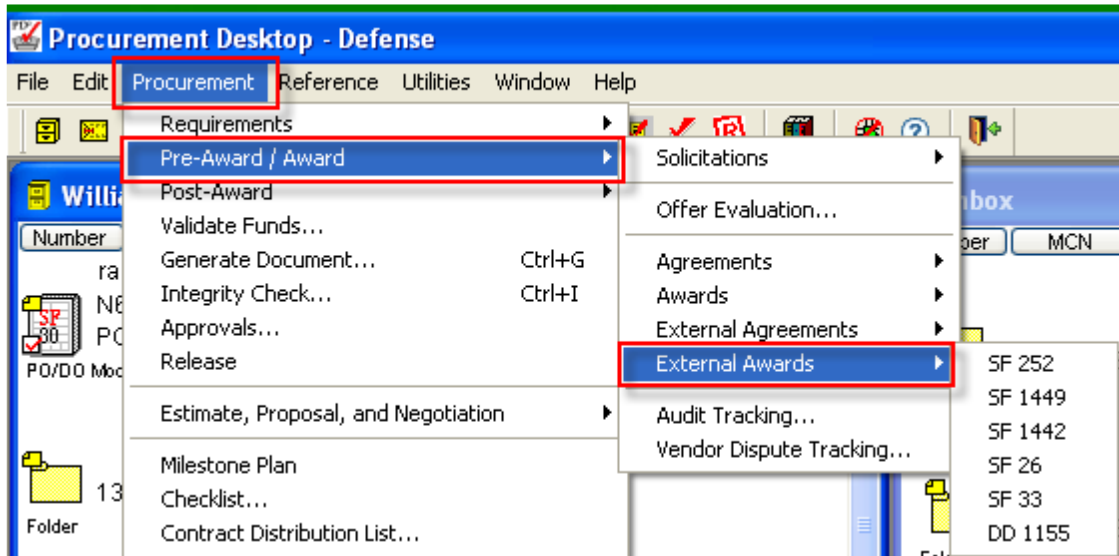 Procurement Desktop - Defense
File Edit Procurement Reference Utilities Window Help
Requirements
Pre-Award / Award
Post-Award
Validate Funds...
Generate Document... Ctrl+G
Integrity Check... Ctrl+I
Approvals...
Release
Estimate, Proposal, and Negotiation
Milestone Plan
Checklist...
Contract Distribution List...
Solicitations
Offer Evaluation...
Agreements
Awards
External Agreements
External Awards
Audit Tracking...
Vendor Dispute Tracking...
SF 252
SF 1449
SF 1442
SF 26
SF 33
DD 1155
Number
SF
30
PO/DO Mod
13
Folder
MCN